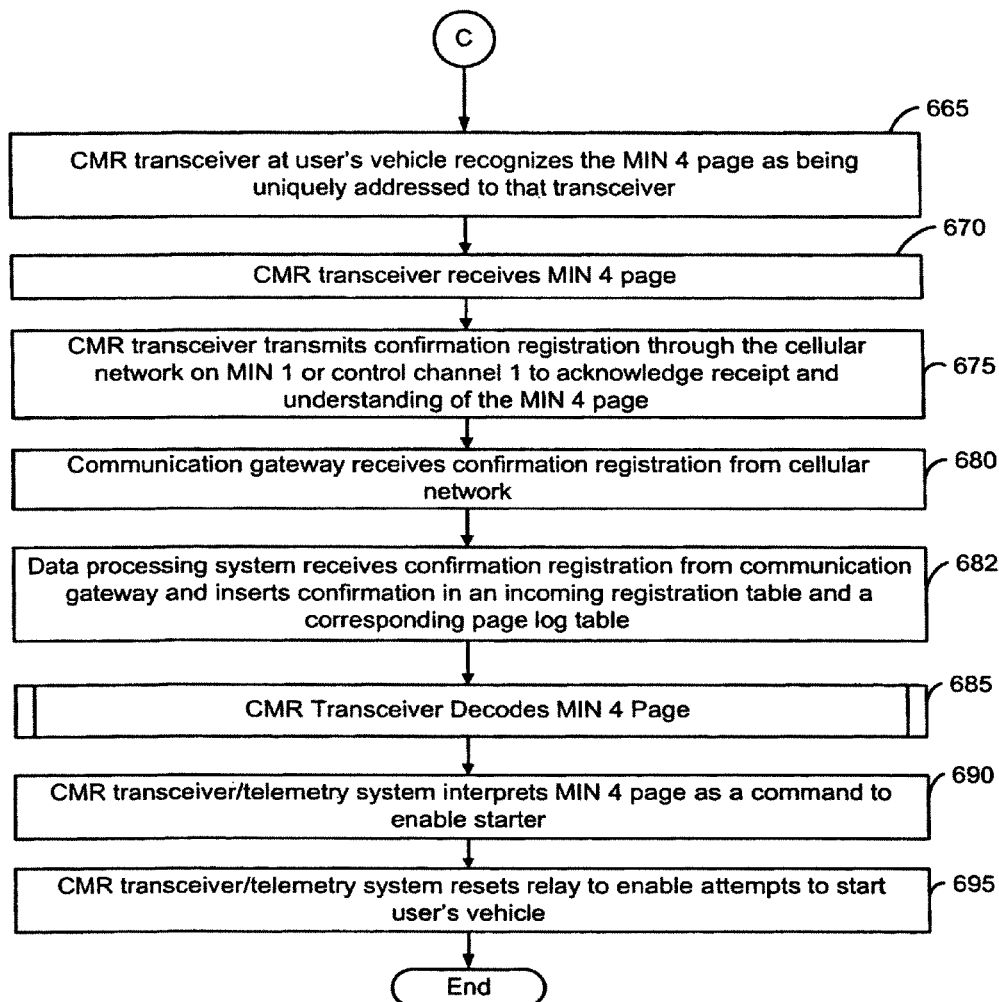 C
665
CMR transceiver at user's vehicle recognizes the MIN 4 page as being
uniquely addressed to that transceiver
670
CMR transceiver receives MIN 4 page
CMR transceiver transmits confirmation registration through the cellular
network on MIN 1 or control channel 1 to acknowledge receipt and
understanding of the MIN 4 page
675
Communication gateway receives confirmation registration from cellular
network
680
Data processing system receives confirmation registration from communication
gateway and inserts confirmation in an incoming registration table and a
corresponding page log table
682
CMR Transceiver Decodes MIN 4 Page
685
CMR transceiver/telemetry system interprets MIN 4 page as a command to
enable starter
690
CMR transceiver/telemetry system resets relay to enable attempts to start
user's vehicle
695
End